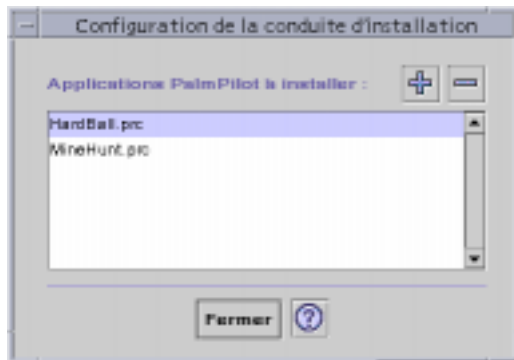 Configuration de la conduite d'installation
Applications PalmPilot à installer :
HardBall.prc
MineHunt.prc
Fermer